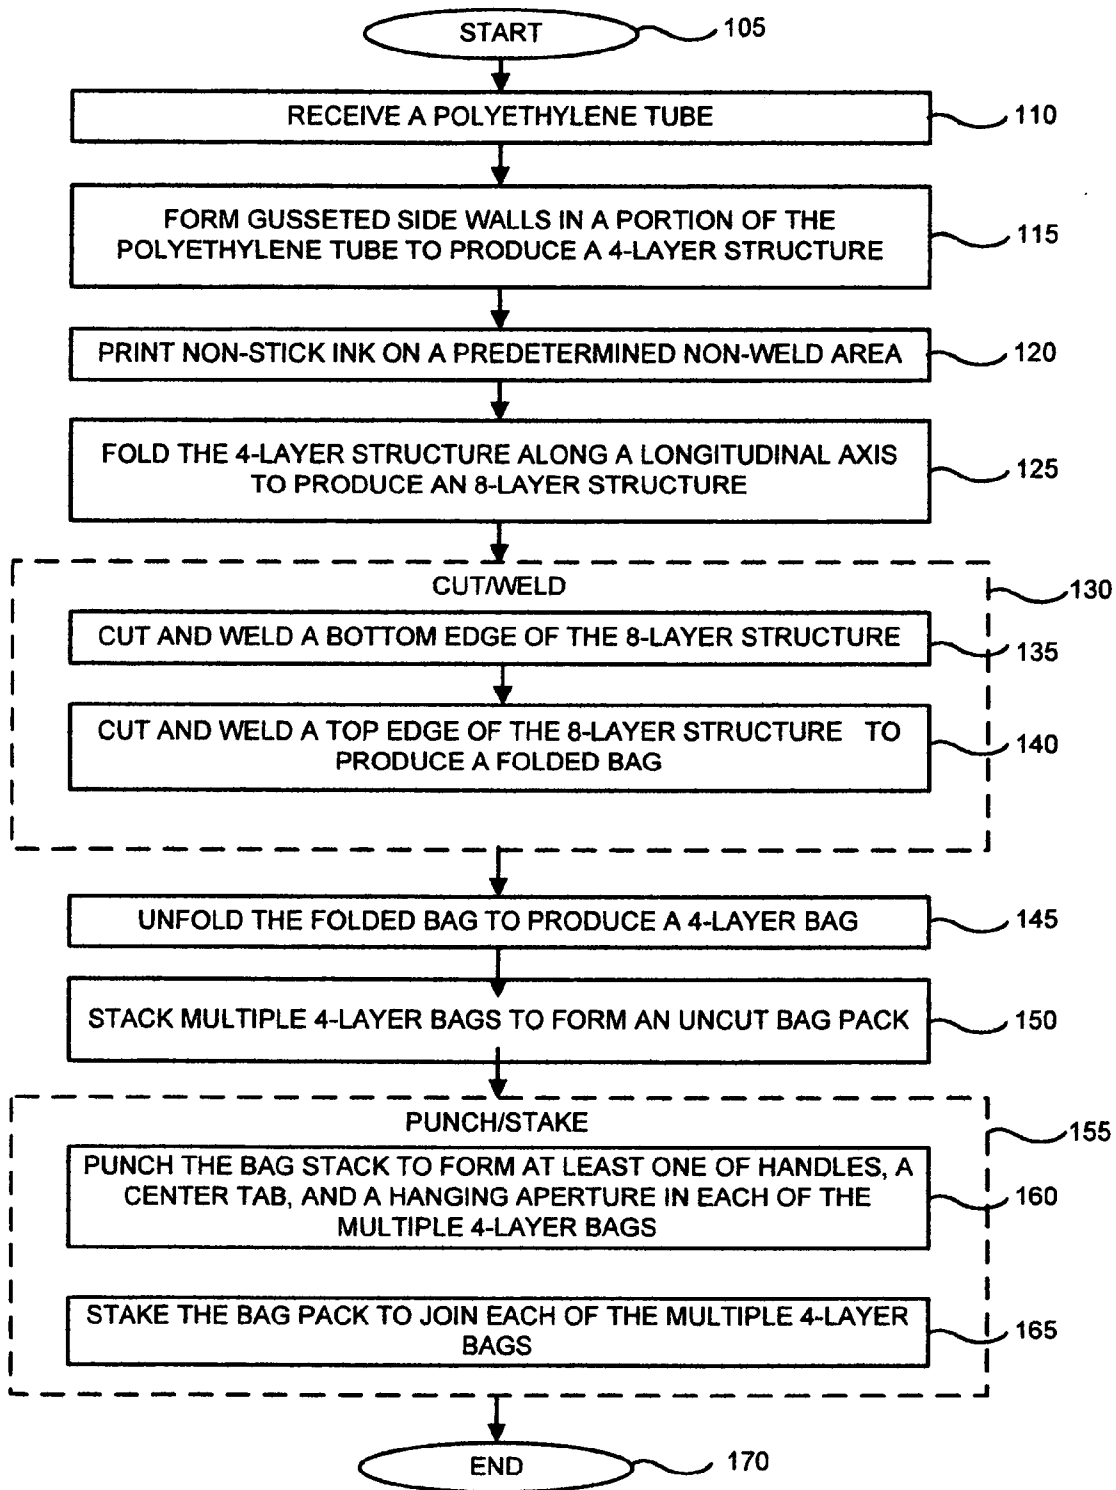 START
105
RECEIVE A POLYETHYLENE TUBE
110
FORM GUSSETED SIDE WALLS IN A PORTION OF THE
POLYETHYLENE TUBE TO PRODUCE A 4-LAYER STRUCTURE
115
PRINT NON-STICK INK ON A PREDETERMINED NON-WELD AREA
120
FOLD THE 4-LAYER STRUCTURE ALONG A LONGITUDINAL AXIS
TO PRODUCE AN 8-LAYER STRUCTURE
125
CUT/WELD
130
CUT AND WELD A BOTTOM EDGE OF THE 8-LAYER STRUCTURE
135
CUT AND WELD A TOP EDGE OF THE 8-LAYER STRUCTURE TO
PRODUCE A FOLDED BAG
140
UNFOLD THE FOLDED BAG TO PRODUCE A 4-LAYER BAG
145
STACK MULTIPLE 4-LAYER BAGS TO FORM AN UNCUT BAG PACK
150
PUNCH/STAKE
155
PUNCH THE BAG STACK TO FORM AT LEAST ONE OF HANDLES, A
CENTER TAB, AND A HANGING APERTURE IN EACH OF THE
MULTIPLE 4-LAYER BAGS
160
STAKE THE BAG PACK TO JOIN EACH OF THE MULTIPLE 4-LAYER
BAGS
165
END
170